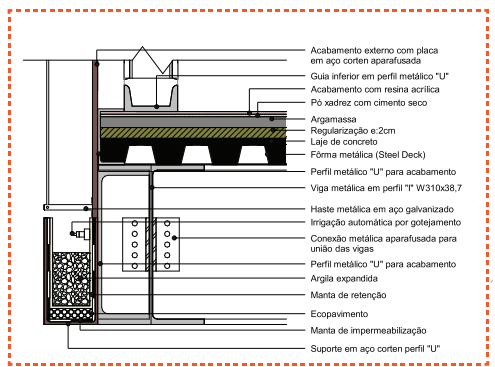 Acabamento externo com placa
em aço corten aparafusada
Guia inferior em perfil metálico "U"
Acabamento com resina acrílica
Pó xadrez com cimento seco
Argamassa
Regularização e:2cm
Laje de concreto
Fôrma metálica (Steel Deck)
Perfil metálico "U" para acabamento
Viga metálica em perfil "I" W310x38,7
Haste metálica em aço galvanizado
Irrigação automática por gotejamento
Conexão metálica aparafusada para
união das vigas
Perfil metálico "U" para acabamento
Argila expandida
Manta de retenção
Ecopavimento
Manta de impermeabilização
Suporte em aço corten perfil "U"